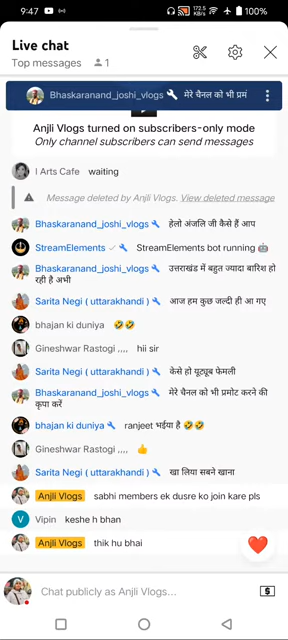 9:47
172.5
KB/s
100%
Live chat
Top messages 1
Bhaskaranand_joshi_vlogs मेरे चैनल को भी प्रमं
Anjli Vlogs turned on subscribers-only mode
Only channel subscribers can send messages
I Arts Cafe waiting
Message deleted by Anjli Vlogs. View deleted message
Bhaskaranand_joshi_vlogs हेलो अंजलि जी कैसे हैं आप
StreamElements StreamElements bot running 🤖
Bhaskaranand_joshi_vlogs उत्तराखंड में बहुत ज्यादा बारिश हो
रही है अभी
Sarita Negi ( uttarakhandi ) आज हम कुछ जल्दी ही आ गए
bhajan ki duniya 🤣🤣
Gineshwar Rastogi ,,,, hii sir
Sarita Negi ( uttarakhandi ) केसे हो यूट्यूब फेमली
Bhaskaranand_joshi_vlogs मेरे चैनल को भी प्रमोट करने की
कृपा करें
bhajan ki duniya ranjeet भईया है 🤣🤣
Gineshwar Rastogi ,,,, 👍
Sarita Negi ( uttarakhandi ) खा लिया सबने खाना
Anjli Vlogs sabhi members ek dusre ko join kare pls
V Vipin keshe h bhan
Anjli Vlogs thik hu bhai
Chat publicly as Anjli Vlogs...